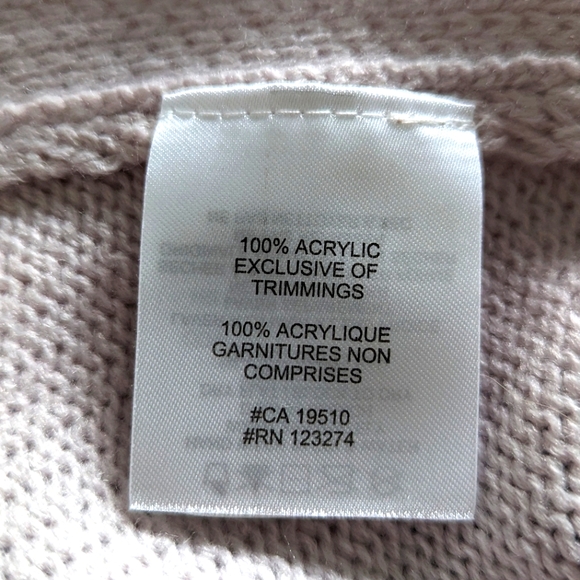 100% ACRYLIC
EXCLUSIVE OF
TRIMMINGS
100% ACRYLIQUE
GARNITURES NON
COMPRISES
#CA 19510
#RN 123274